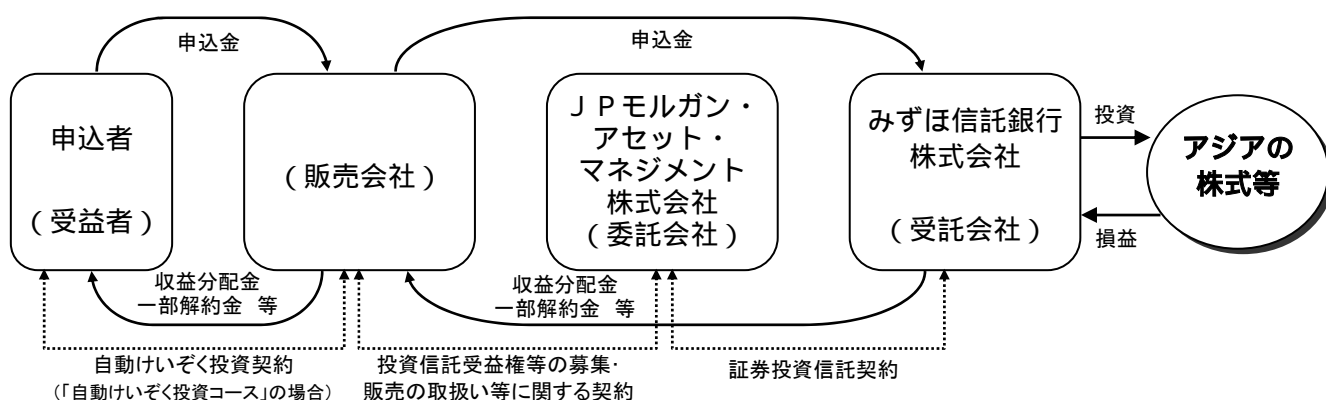 申込金
申込金
申込者
（受益者）
（販売会社）
ＪＰモルガン・
アセット・
マネジメント
株式会社
（委託会社）
みずほ信託銀行
株式会社
（受託会社）
投資
損益
アジアの
株式等
収益分配金
一部解約金 等
収益分配金
一部解約金 等
自動けいぞく投資契約
（「自動けいぞく投資コース」の場合）
投資信託受益権等の募集・
販売の取扱い等に関する契約
証券投資信託契約